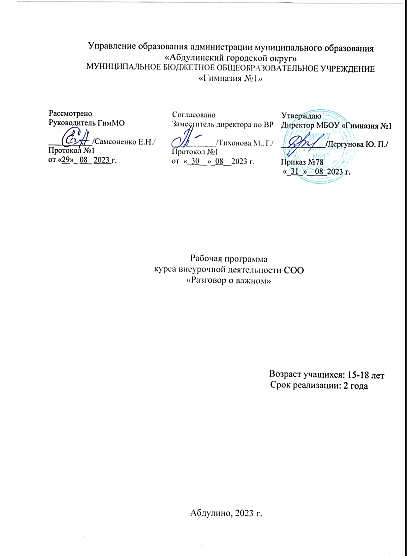 Управление образования администрации муниципального образования
«Абдулинский городской округ»
МУНИЦИПАЛЬНОЕ БЮДЖЕТНОЕ ОБЩЕОБРАЗОВАТЕЛЬНОЕ УЧРЕЖДЕНИЕ
«Гимназия №1»
Рассмотрено
Руководитель ГимМО
/Самсоненко Е.Н./
Протокол №1
от «29» 08 2023 г.
Согласовано
Заместитель директора по ВР
/Тихонова М..Г./
Протокол №1
от « 30 » 08 2023 г.
Утверждаю
Директор МБОУ «Гимназия №1
/Дергунова Ю. П./
Приказ №78
« 31 » 08 2023 г.
Рабочая программа
курса внеурочной деятельности СОО
«Разговор о важном»
Возраст учащихся: 15-18 лет
Срок реализации: 2 года
Абдулино, 2023 г.